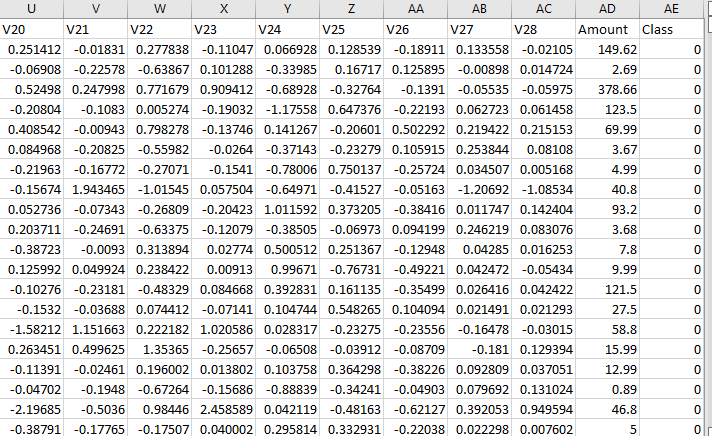 U V W X Y Z AA AB AC AD AE
V20 V21 V22 V23 V24 V25 V26 V27 V28 Amount Class
0.251412 -0.01831 0.277838 -0.11047 0.066928 0.128539 -0.18911 0.133558 -0.02105 149.62 0
-0.06908 -0.22578 -0.63867 0.101288 -0.33985 0.16717 0.125895 -0.00898 0.014724 2.69 0
0.52498 0.247998 0.771679 0.909412 -0.68928 -0.32764 -0.1391 -0.05535 -0.05975 378.66 0
-0.20804 -0.1083 0.005274 -0.19032 -1.17558 0.647376 -0.22193 0.062723 0.061458 123.5 0
0.408542 -0.00943 0.798278 -0.13746 0.141267 -0.20601 0.502292 0.219422 0.215153 69.99 0
0.084968 -0.20825 -0.55982 -0.0264 -0.37143 -0.23279 0.105915 0.253844 0.08108 3.67 0
-0.21963 -0.16772 -0.27071 -0.1541 -0.78006 0.750137 -0.25724 0.034507 0.005168 4.99 0
-0.15674 1.943465 -1.01545 0.057504 -0.64971 -0.41527 -0.05163 -1.20692 -1.08534 40.8 0
0.052736 -0.07343 -0.26809 -0.20423 1.011592 0.373205 -0.38416 0.011747 0.142404 93.2 0
0.203711 -0.24691 -0.63375 -0.12079 -0.38505 -0.06973 0.094199 0.246219 0.083076 3.68 0
-0.38723 -0.0093 0.313894 0.02774 0.500512 0.251367 -0.12948 0.04285 0.016253 7.8 0
0.125992 0.049924 0.238422 0.00913 0.99671 -0.76731 -0.49221 0.042472 -0.05434 9.99 0
-0.10276 -0.23181 -0.48329 0.084668 0.392831 0.161135 -0.35499 0.026416 0.042422 121.5 0
-0.1532 -0.03688 0.074412 -0.07141 0.104744 0.548265 0.104094 0.021491 0.021293 27.5 0
-1.58212 1.151663 0.222182 1.020586 0.028317 -0.23275 -0.23556 -0.16478 -0.03015 58.8 0
0.263451 0.499625 1.35365 -0.25657 -0.06508 -0.03912 -0.08709 -0.181 0.129394 15.99 0
-0.11391 -0.02461 0.196002 0.013802 0.103758 0.364298 -0.38226 0.092809 0.037051 12.99 0
-0.04702 -0.1948 -0.67264 -0.15686 -0.88839 -0.34241 -0.04903 0.079692 0.131024 0.89 0
-2.19685 -0.5036 0.98446 2.458589 0.042119 -0.48163 -0.62127 0.392053 0.949594 46.8 0
-0.38791 -0.17765 -0.17507 0.040002 0.295814 0.332931 -0.22038 0.022298 0.007602 5 0